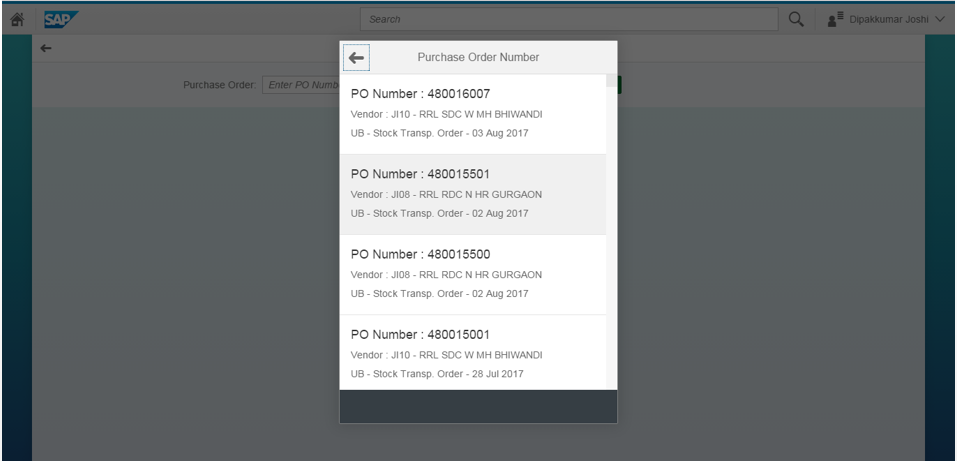 SAP
Search
Dipakkumar Joshi
Purchase Order Number
Purchase Order:
Enter PO Numb
PO Number : 480016007
Vendor : JI10 - RRL SDC W MH BHIWANDI
UB - Stock Transp. Order - 03 Aug 2017
PO Number : 480015501
Vendor : JI08 - RRL RDC N HR GURGAON
UB - Stock Transp. Order - 02 Aug 2017
PO Number : 480015500
Vendor : JI08 - RRL RDC N HR GURGAON
UB - Stock Transp. Order - 02 Aug 2017
PO Number : 480015001
Vendor : JI10 - RRL SDC W MH BHIWANDI
UB - Stock Transp. Order - 28 Jul 2017